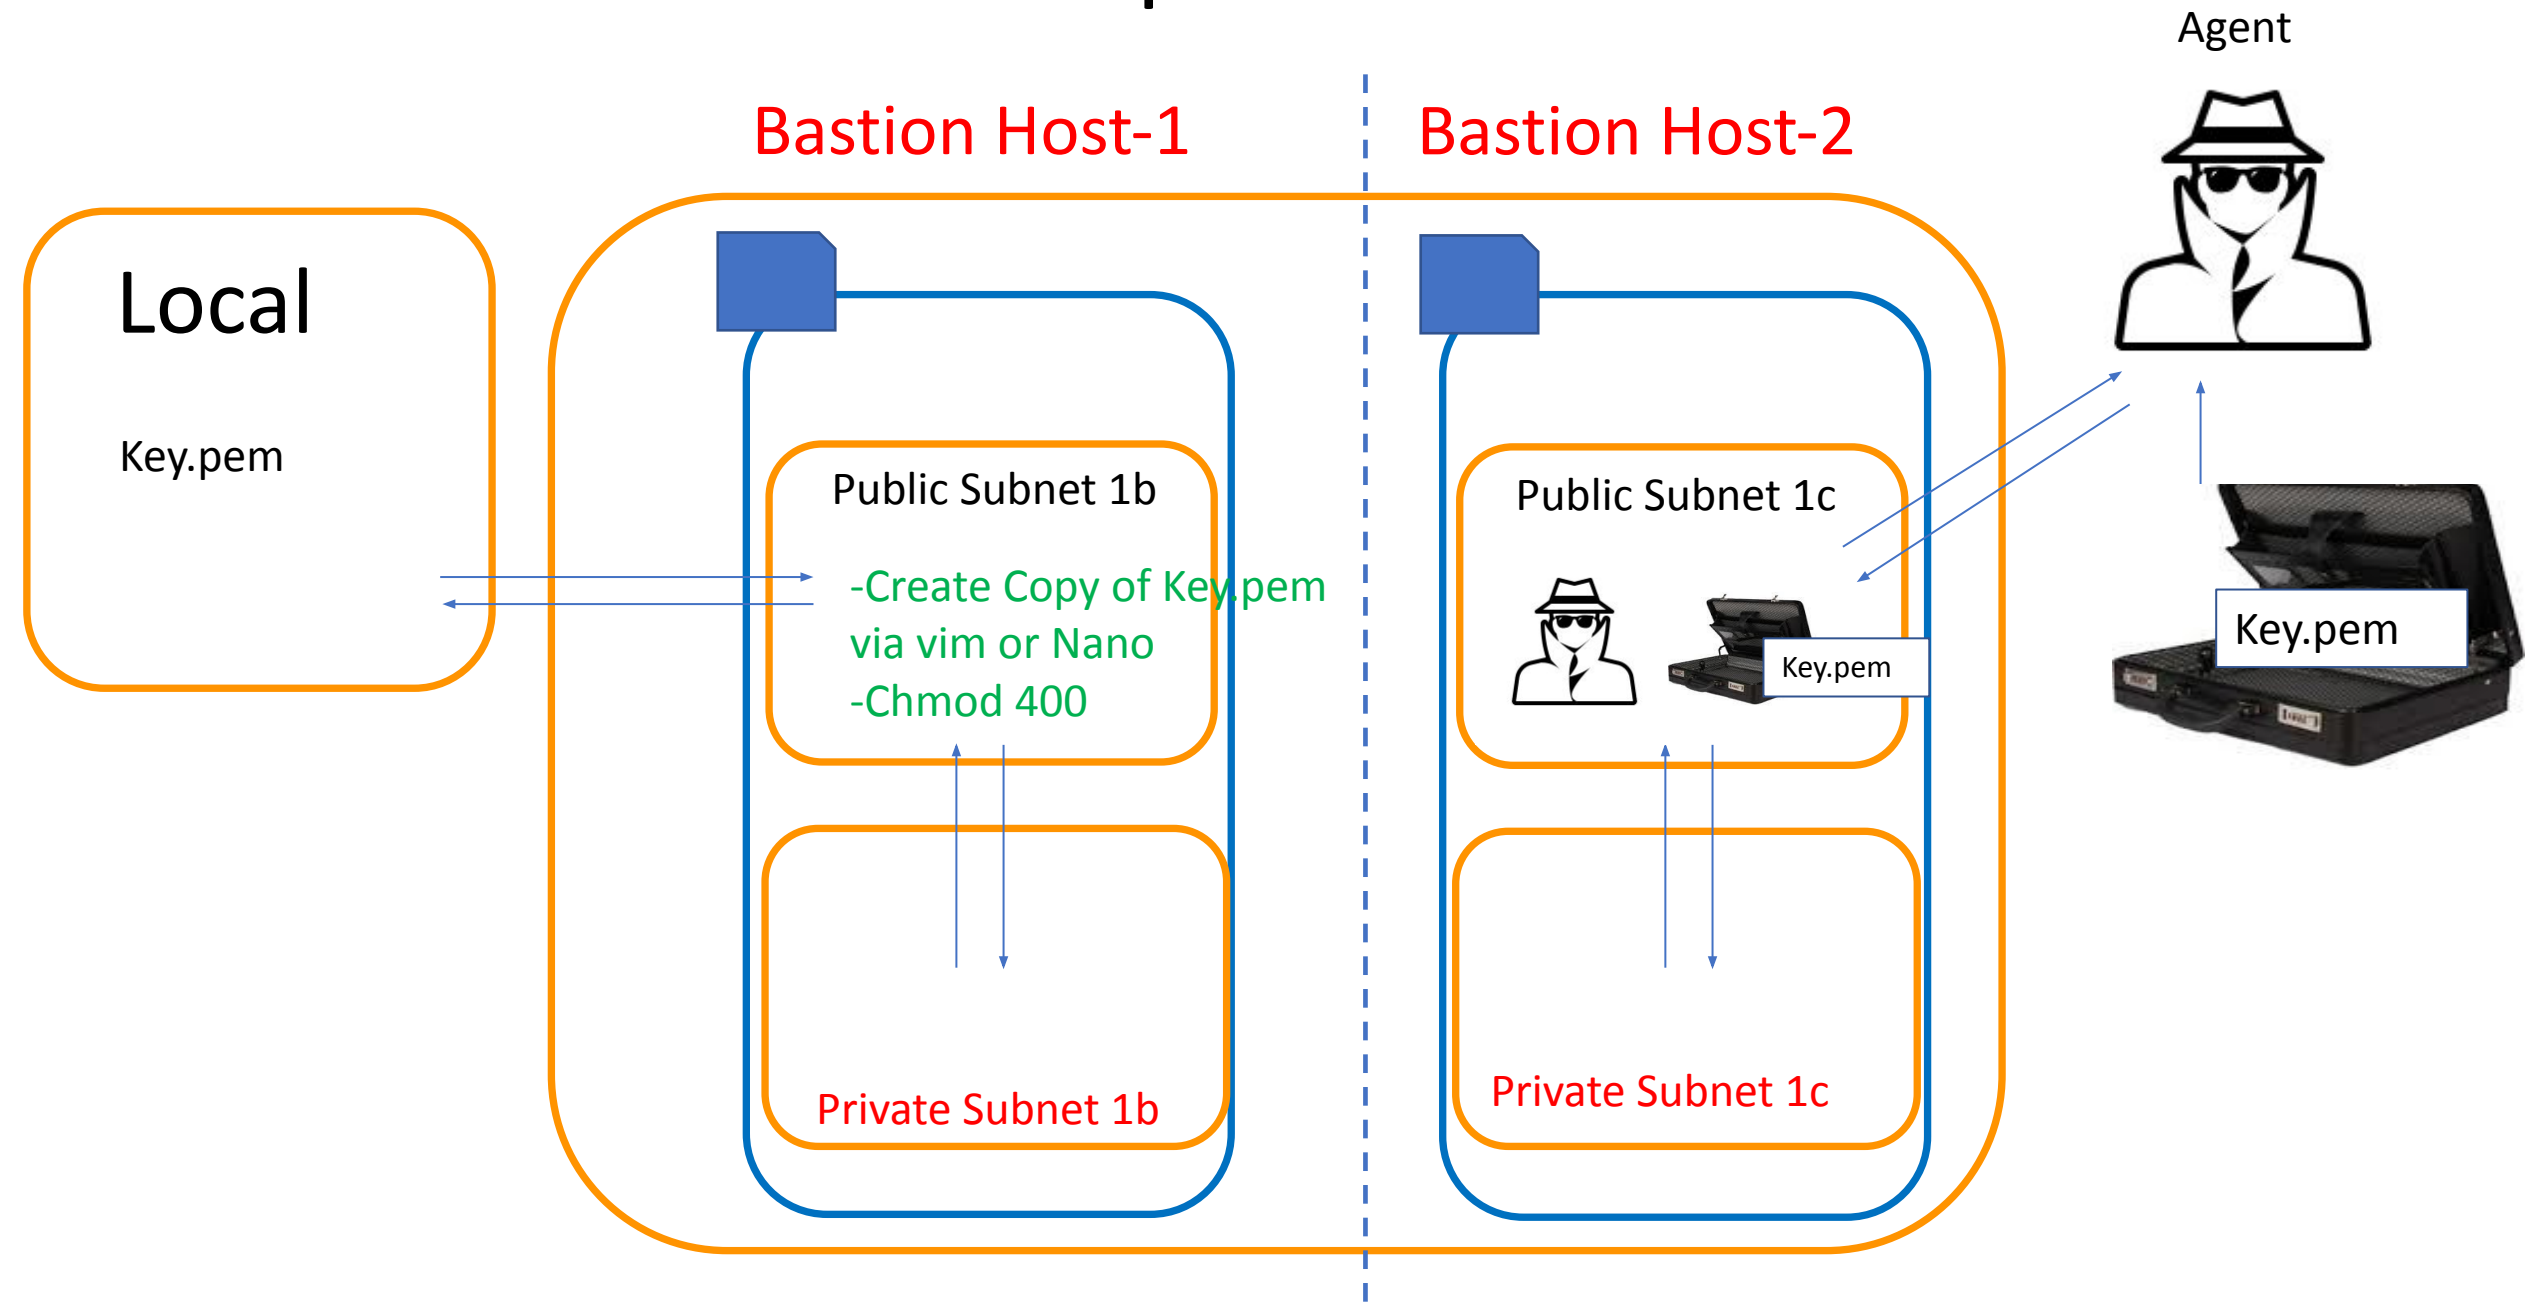 Agent
Bastion Host-1
Bastion Host-2
Local
Key.pem
Public Subnet 1b
-Create Copy of Key.pem
via vim or Nano
-Chmod 400
Private Subnet 1b
Public Subnet 1c
Key.pem
Private Subnet 1c
Key.pem